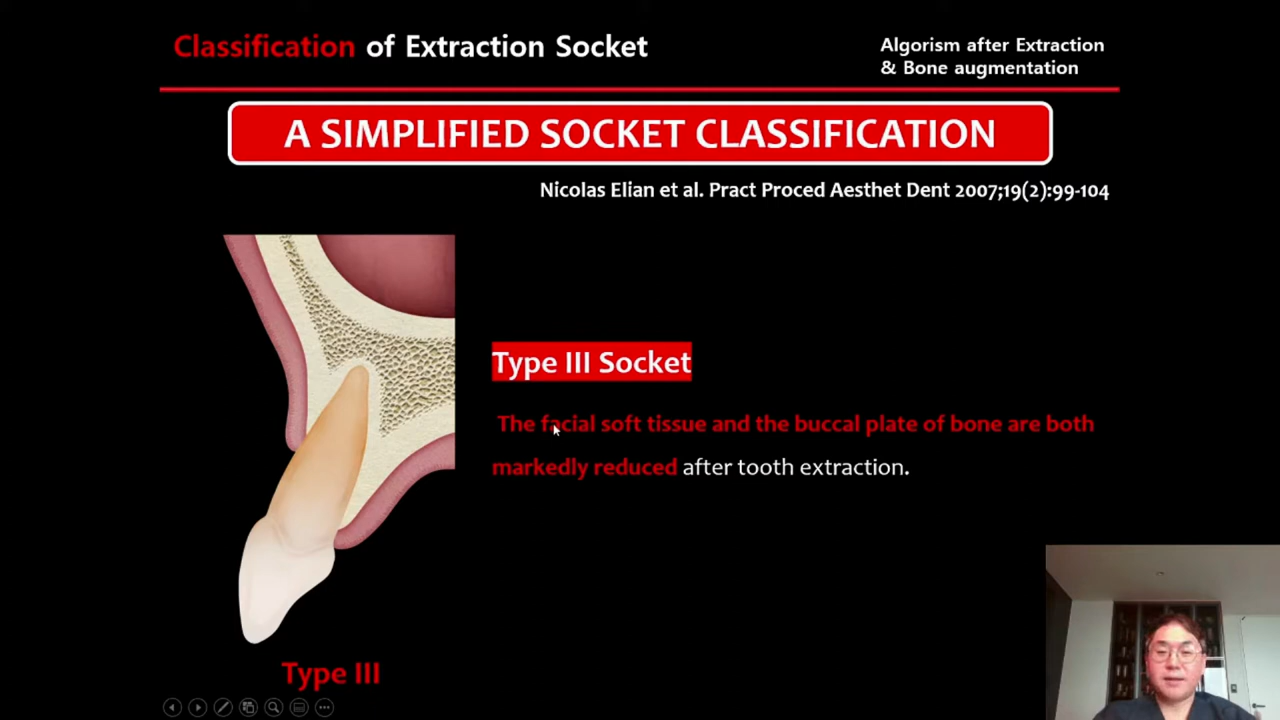 Classification of Extraction Socket
Algorism after Extraction
& Bone augmentation
A SIMPLIFIED SOCKET CLASSIFICATION
Nicolas Elian et al. Pract Proced Aesthet Dent 2007;19(2):99-104
Type III Socket
The facial soft tissue and the buccal plate of bone are both
markedly reduced after tooth extraction.
Type III